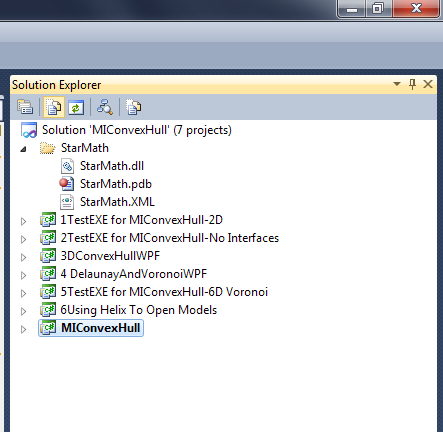 Solution Explorer
Solution 'MIConvexHull' (7 projects)
StarMath
StarMath.dll
StarMath.pdb
StarMath.XML
1TestEXE for MIConvexHull-2D
2TestEXE for MIConvexHull-No Interfaces
3DConvexHullWPF
4 DelaunayAndVoronoiWPF
5TestEXE for MIConvexHull-6D Voronoi
6Using Helix To Open Models
MIConvexHull